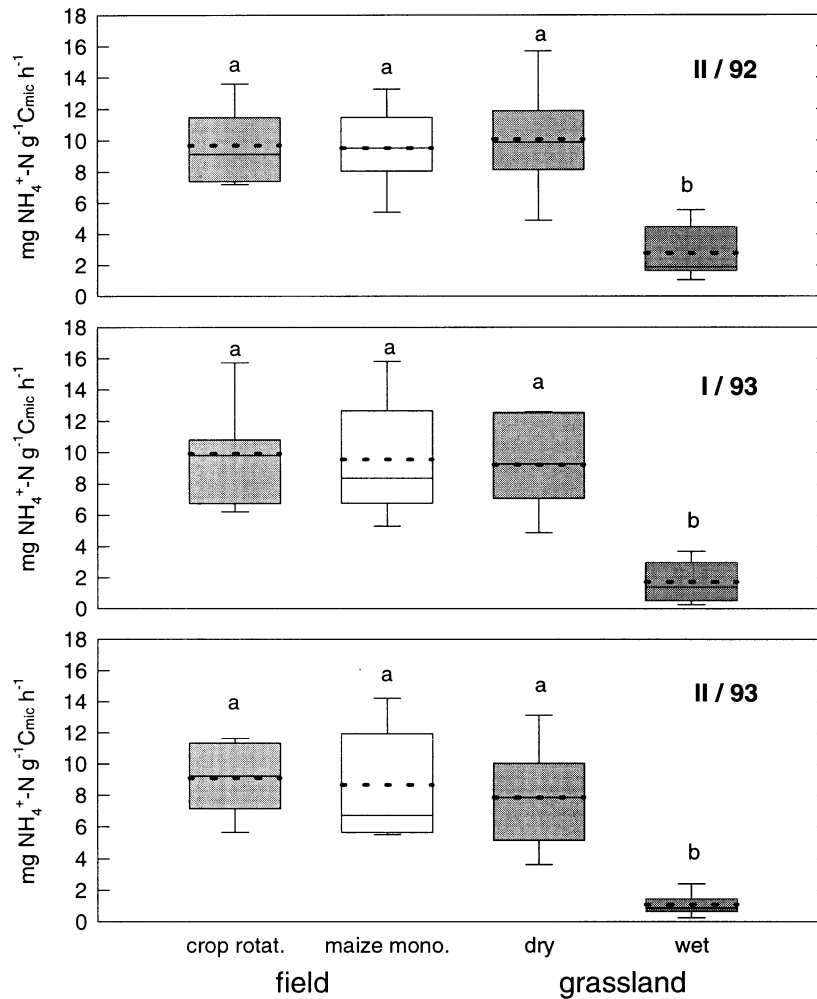 18
16
14
12
10
8
6
4
2
0
mg NH₄⁺-N g⁻¹Cmic h⁻¹
a
a
a
b
II / 92
18
16
14
12
10
8
6
4
2
0
mg NH₄⁺-N g⁻¹Cmic h⁻¹
a
a
a
b
I / 93
18
16
14
12
10
8
6
4
2
0
mg NH₄⁺-N g⁻¹Cmic h⁻¹
a
a
a
b
II / 93
crop rotat. maize mono. dry wet
field grassland